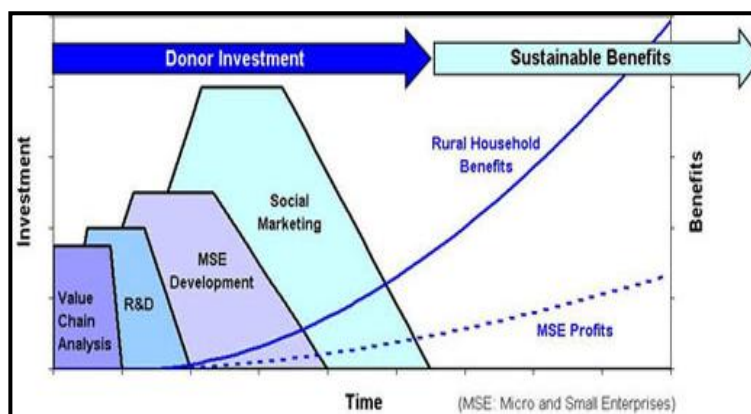 Donor Investment
Sustainable Benefits
Rural Household
Benefits
Investment
Benefits
Social
Marketing
MSE
Development
R&D
Value
Chain
Analysis
MSE Profits
Time
(MSE: Micro and Small Enterprises)